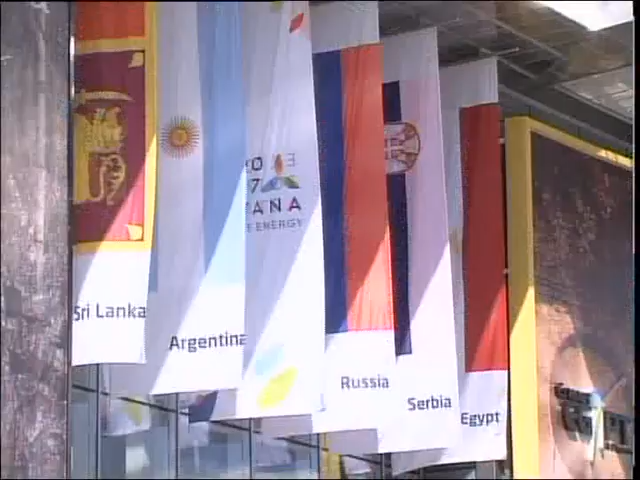 Sri Lanka
Argentina
ANA
ENERGY
Russia
Serbia
Egypt